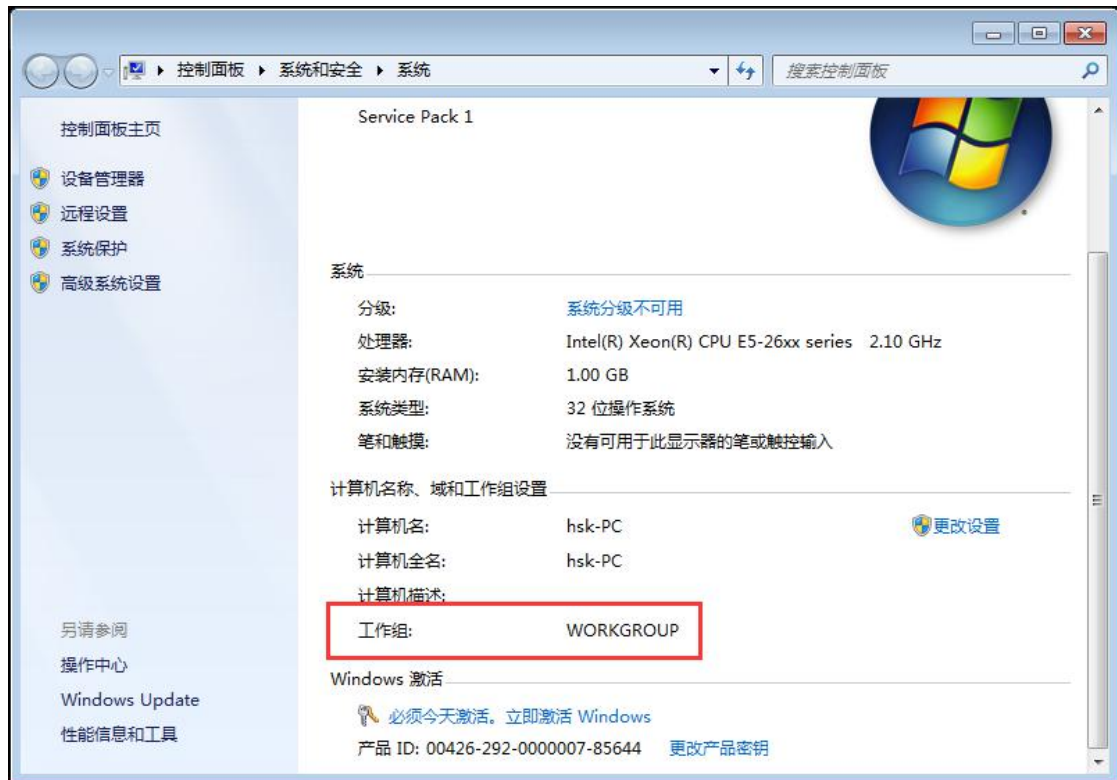 控制面板 ▸ 系统和安全 ▸ 系统
搜索控制面板
控制面板主页
设备管理器
远程设置
系统保护
高级系统设置
另请参阅
操作中心
Windows Update
性能信息和工具
Service Pack 1
系统
分级: 系统分级不可用
处理器: Intel(R) Xeon(R) CPU E5-26xx series 2.10 GHz
安装内存(RAM): 1.00 GB
系统类型: 32 位操作系统
笔和触摸: 没有可用于此显示器的笔或触控输入
计算机名称、域和工作组设置
计算机名: hsk-PC 更改设置
计算机全名: hsk-PC
计算机描述:
工作组: WORKGROUP
Windows 激活
必须今天激活。立即激活 Windows
产品 ID: 00426-292-0000007-85644 更改产品密钥